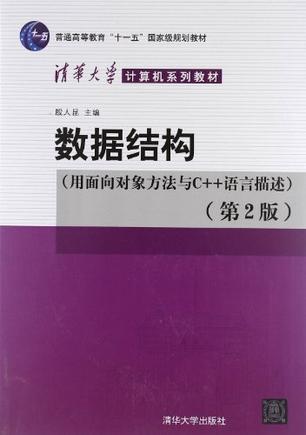 普通高等教育“十一五”国家级规划教材
十一五
清华大学 计算机系列教材
殷人昆 主编
数据结构
（用面向对象方法与C++语言描述）
（第2版）
清华大学出版社